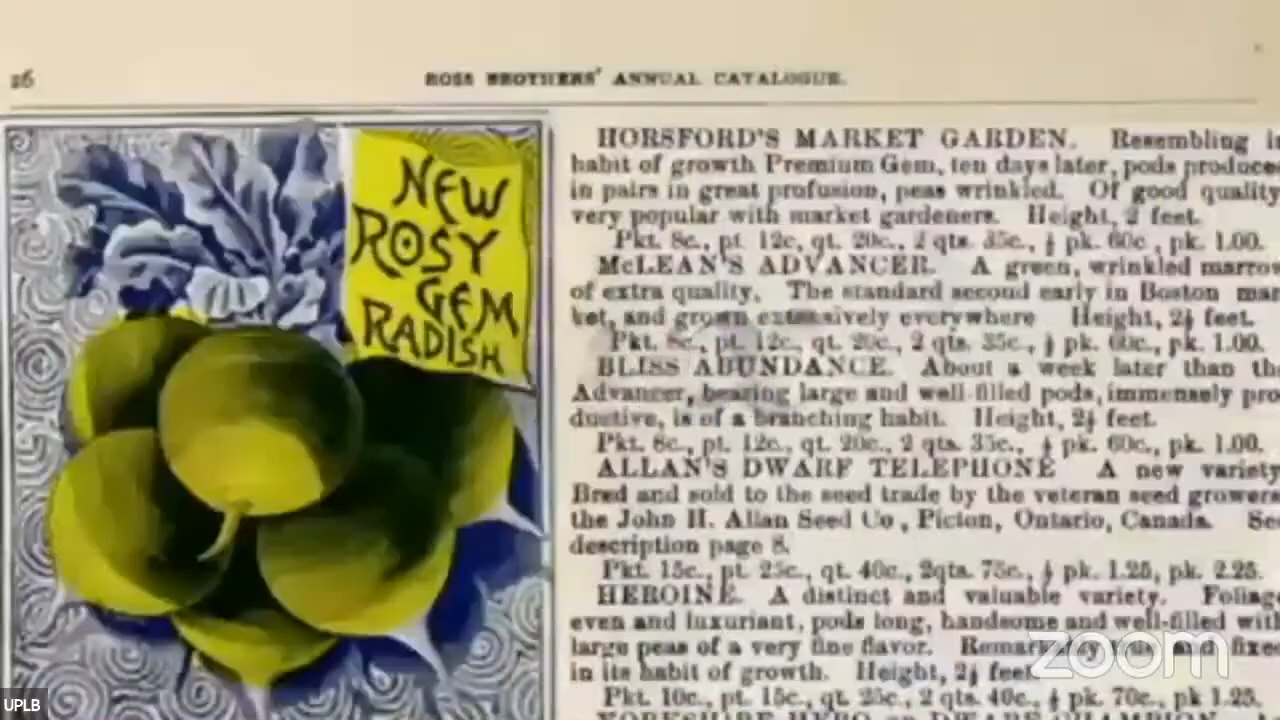 26
ROSS BROTHERS' ANNUAL CATALOGUE.
NEW
ROSY
GEM
RADISH
HORSFORD'S MARKET GARDEN. Resembling in
habit of growth Premium Gem, ten days later, pods produce
in pairs in great profusion, peas wrinkled. Of good quality
very popular with market gardeners. Height, 2 feet.
Pkt. 8c., pt. 12c, qt. 20c., 2 qts. 35c., ½ pk. 60c , pk. 1.00.
McLEAN'S ADVANCER. A green, wrinkled marrow
of extra quality. The standard second early in Boston mar
ket, and grown extensively everywhere Height, 2½ feet.
Pkt. 8c., pt. 12c., qt. 20c., 2 qts. 35c., ½ pk. 60c., pk. 1.00.
BLISS ABUNDANCE. About a week later than th
Advancer, bearing large and well-filled pods, immensely pro
ductive, is of a branching habit. Height, 2½ feet.
Pkt. 8c., pt. 12c., qt. 20c., 2 qts. 35c., ½ pk. 60c., pk. 1.00.
ALLAN'S DWARF TELEPHONE A new variety
Bred and sold to the seed trade by the veteran seed growers
the John H. Allan Seed Co , Picton, Ontario, Canada. Se
description page 8.
Pkt. 15c., pt. 25c., qt. 40c., 2qts. 75c., ½ pk. 1.25, pk. 2.25.
HEROINE. A distinct and valuable variety. Foliag
even and luxuriant, pods long, handsome and well-filled with
large peas of a very fine flavor. Remarkably true and fixe
in its habit of growth. Height, 2½ feet
Pkt. 10c., pt. 15c., qt. 25c., 2 qts. 40c., ½ pk. 70c., pk 1.25.
zoom
UPLB